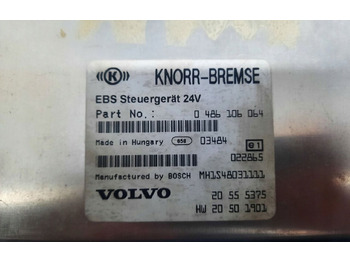 K KNORR-BREMSE
EBS Steuergerät 24V
Part No.: 0 486 106 064
Made in Hungary 050 03484 e1
022865
Manufactured by BOSCH MH1S48031111
VOLVO 20 55 5375
HW 20 50 1901